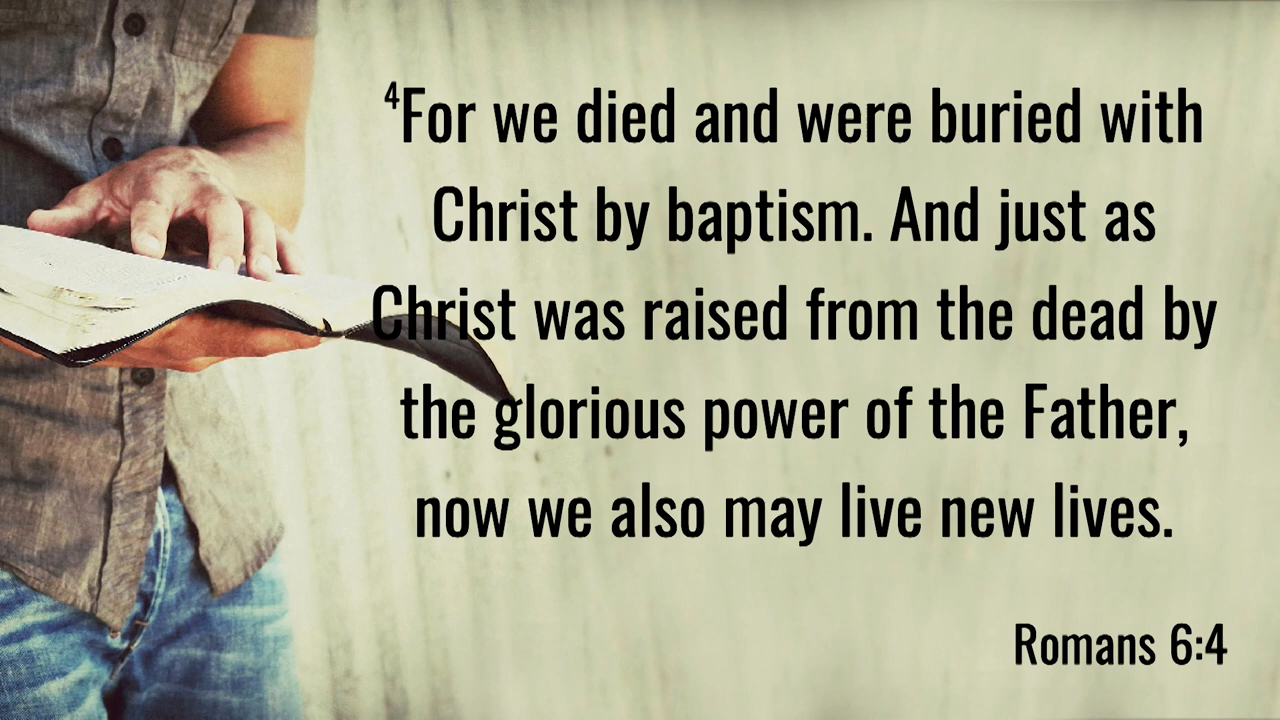 ⁴For we died and were buried with
Christ by baptism. And just as
Christ was raised from the dead by
the glorious power of the Father,
now we also may live new lives.
Romans 6:4